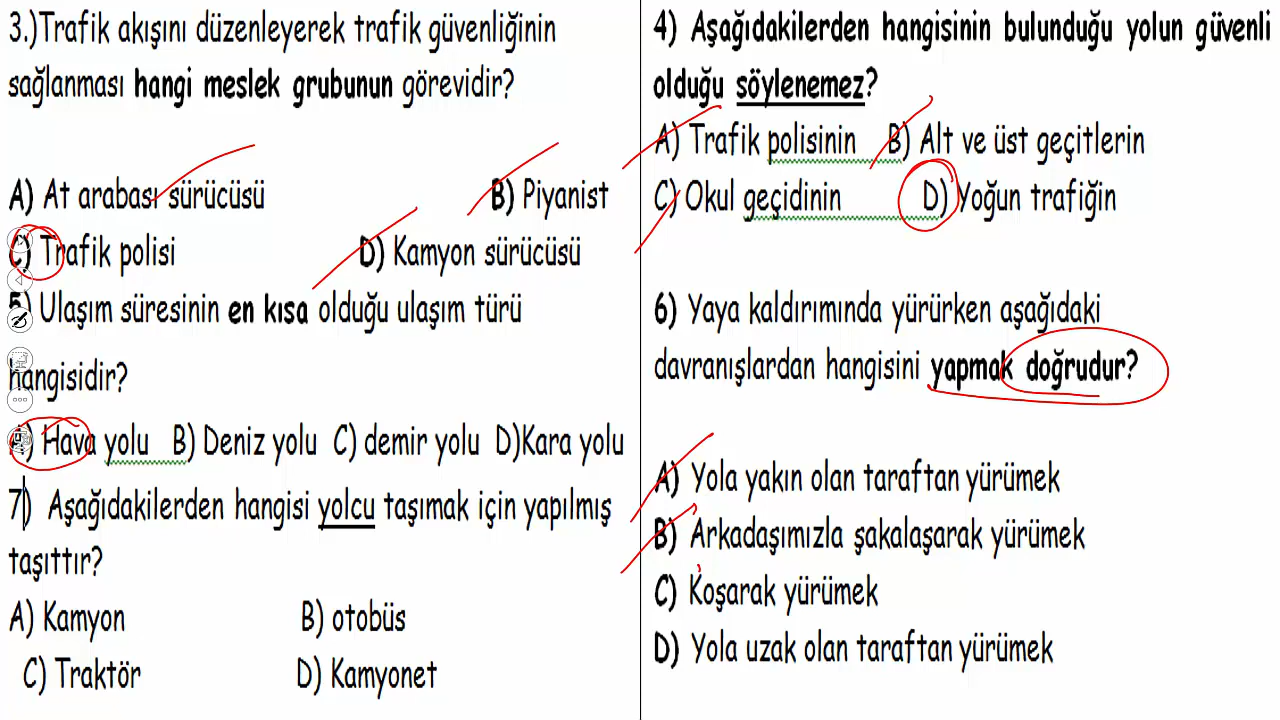 3.)Trafik akışını düzenleyerek trafik güvenliğinin
sağlanması hangi meslek grubunun görevidir?
A) At arabası sürücüsü B) Piyanist
C) Trafik polisi D) Kamyon sürücüsü
5) Ulaşım süresinin en kısa olduğu ulaşım türü
hangisidir?
A) Hava yolu B) Deniz yolu C) demir yolu D)Kara yolu
7) Aşağıdakilerden hangisi yolcu taşımak için yapılmış
taşıttır?
A) Kamyon B) otobüs
C) Traktör D) Kamyonet
4) Aşağıdakilerden hangisinin bulunduğu yolun güvenli
olduğu söylenemez?
A) Trafik polisinin B) Alt ve üst geçitlerin
C) Okul geçidinin D) Yoğun trafiğin
6) Yaya kaldırımında yürürken aşağıdaki
davranışlardan hangisini yapmak doğrudur?
A) Yola yakın olan taraftan yürümek
B) Arkadaşımızla şakalaşarak yürümek
C) Koşarak yürümek
D) Yola uzak olan taraftan yürümek